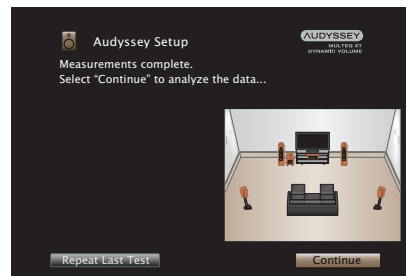 Audyssey Setup
AUDYSSEY
MULTEQ XT
DYNAMIC VOLUME
Measurements complete.
Select “Continue” to analyze the data...
Repeat Last Test
Continue